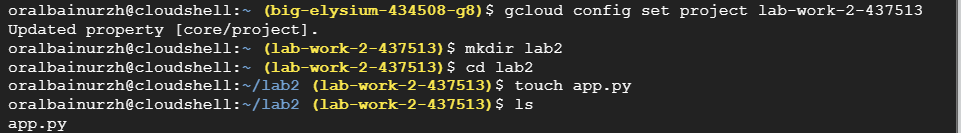 oralbainurzh@cloudshell:~ (big-elysium-434508-g8)$ gcloud config set project lab-work-2-437513
Updated property [core/project].
oralbainurzh@cloudshell:~ (lab-work-2-437513)$ mkdir lab2
oralbainurzh@cloudshell:~ (lab-work-2-437513)$ cd lab2
oralbainurzh@cloudshell:~/lab2 (lab-work-2-437513)$ touch app.py
oralbainurzh@cloudshell:~/lab2 (lab-work-2-437513)$ ls
app.py